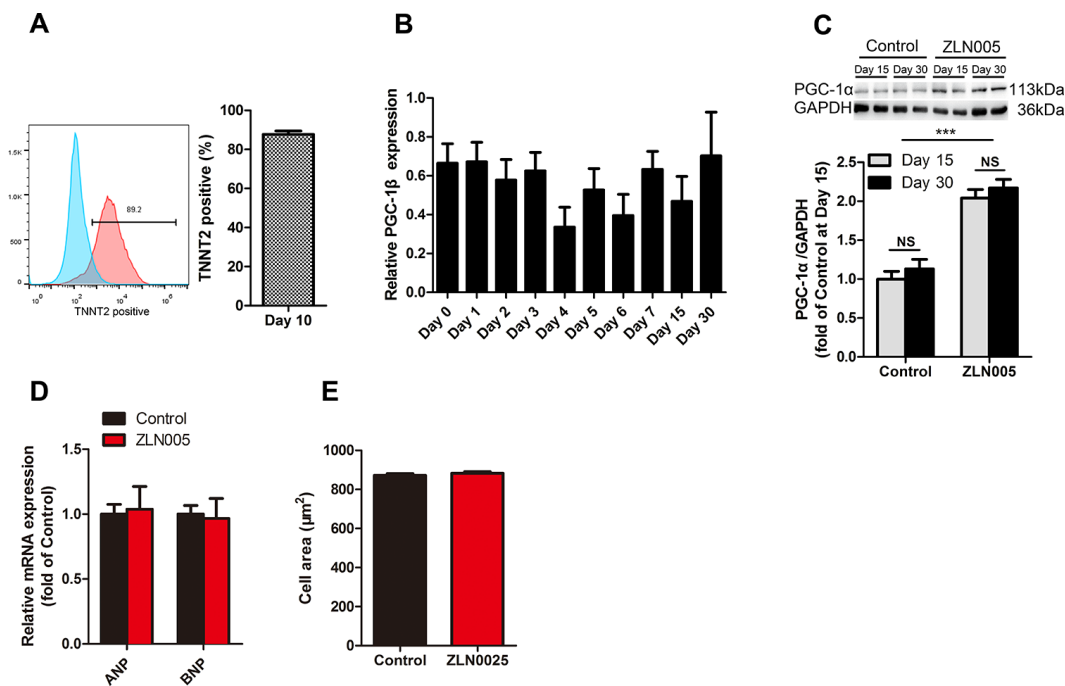 A
1.5K
1.0K
500
0
10^0
10^2
10^4
10^6
89.2
TNNT2 positive
TNNT2 positive (%)
100
80
60
40
20
0
Day 10
B
Relative PGC-1β expression
1.0
0.8
0.6
0.4
0.2
0.0
Day 0
Day 1
Day 2
Day 3
Day 4
Day 5
Day 6
Day 7
Day 15
Day 30
C
Control ZLN005
Day 15 Day 30 Day 15 Day 30
PGC-1α 113kDa
GAPDH 36kDa
***
Day 15
Day 30
NS
NS
PGC-1α /GAPDH
(fold of Control at Day 15)
2.5
2.0
1.5
1.0
0.5
0.0
Control ZLN005
D
Control
ZLN005
Relative mRNA expression
(fold of Control)
1.5
1.0
0.5
0.0
ANP
BNP
E
Cell area (μm²)
1000
800
600
400
200
0
Control ZLN0025